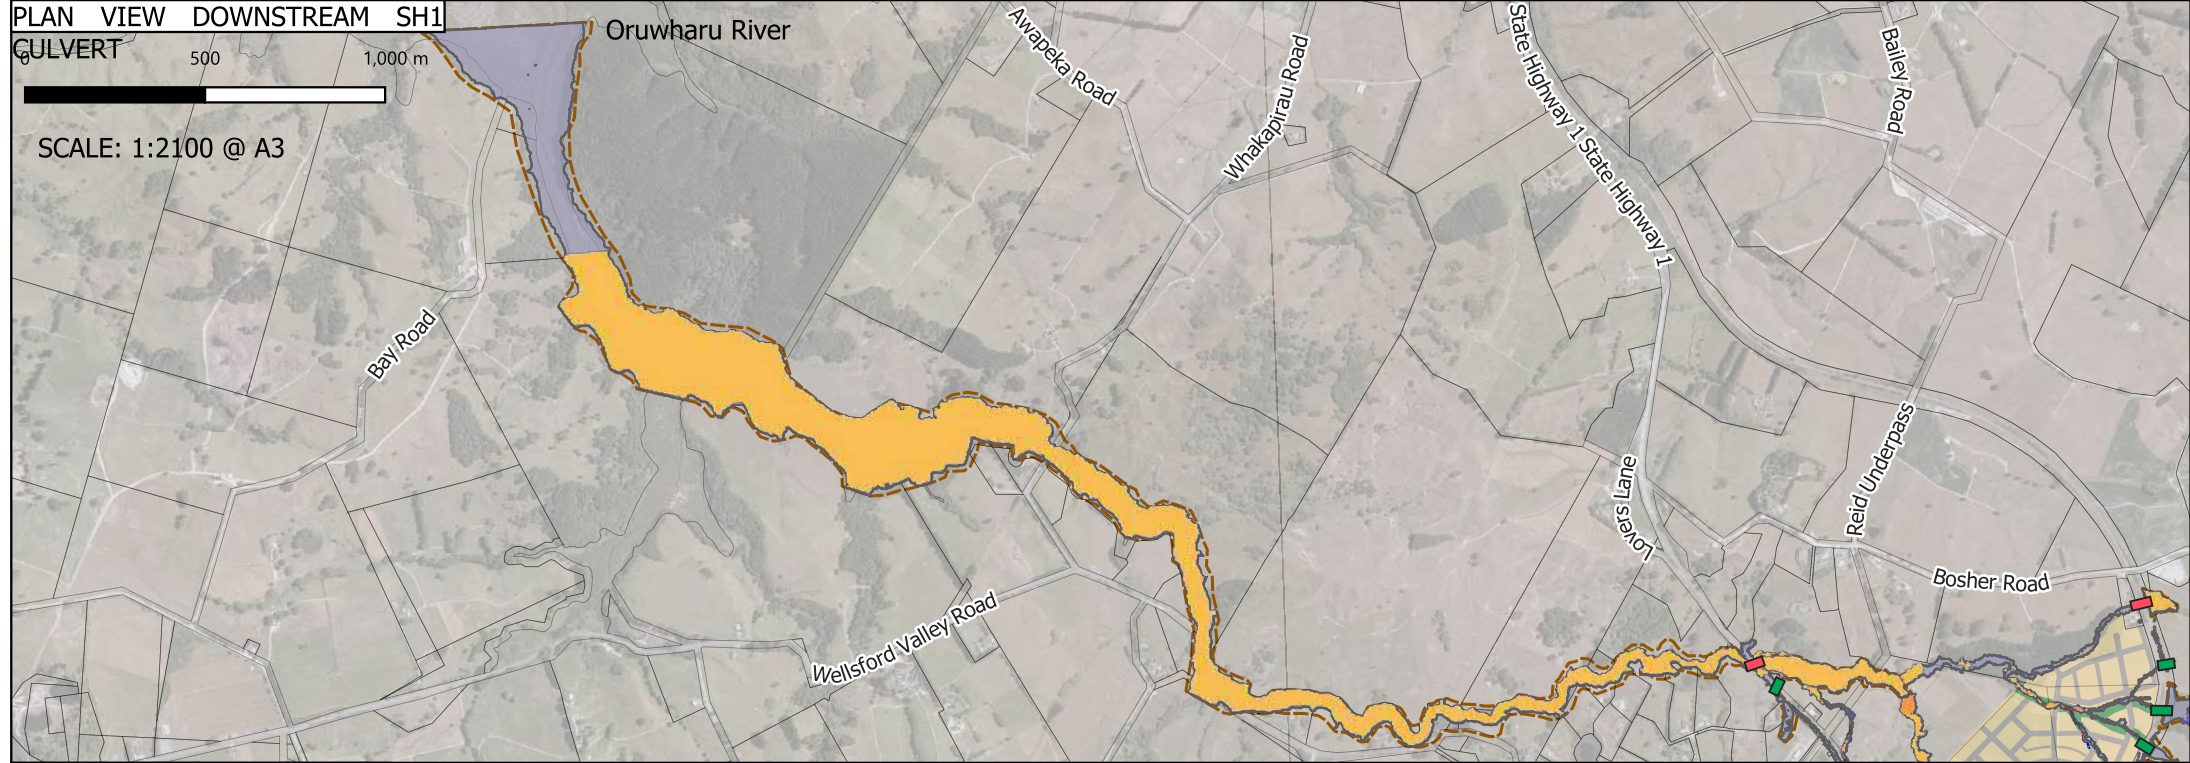 PLAN VIEW DOWNSTREAM SH1
CULVERT
0 500 1,000 m
SCALE: 1:2100 @ A3
Oruwharu River
Awapeka Road
Whakapirau Road
State Highway 1
State Highway 1
Bailey Road
Bay Road
Lovers Lane
Reid Underpass
Bosher Road
Wellsford Valley Road